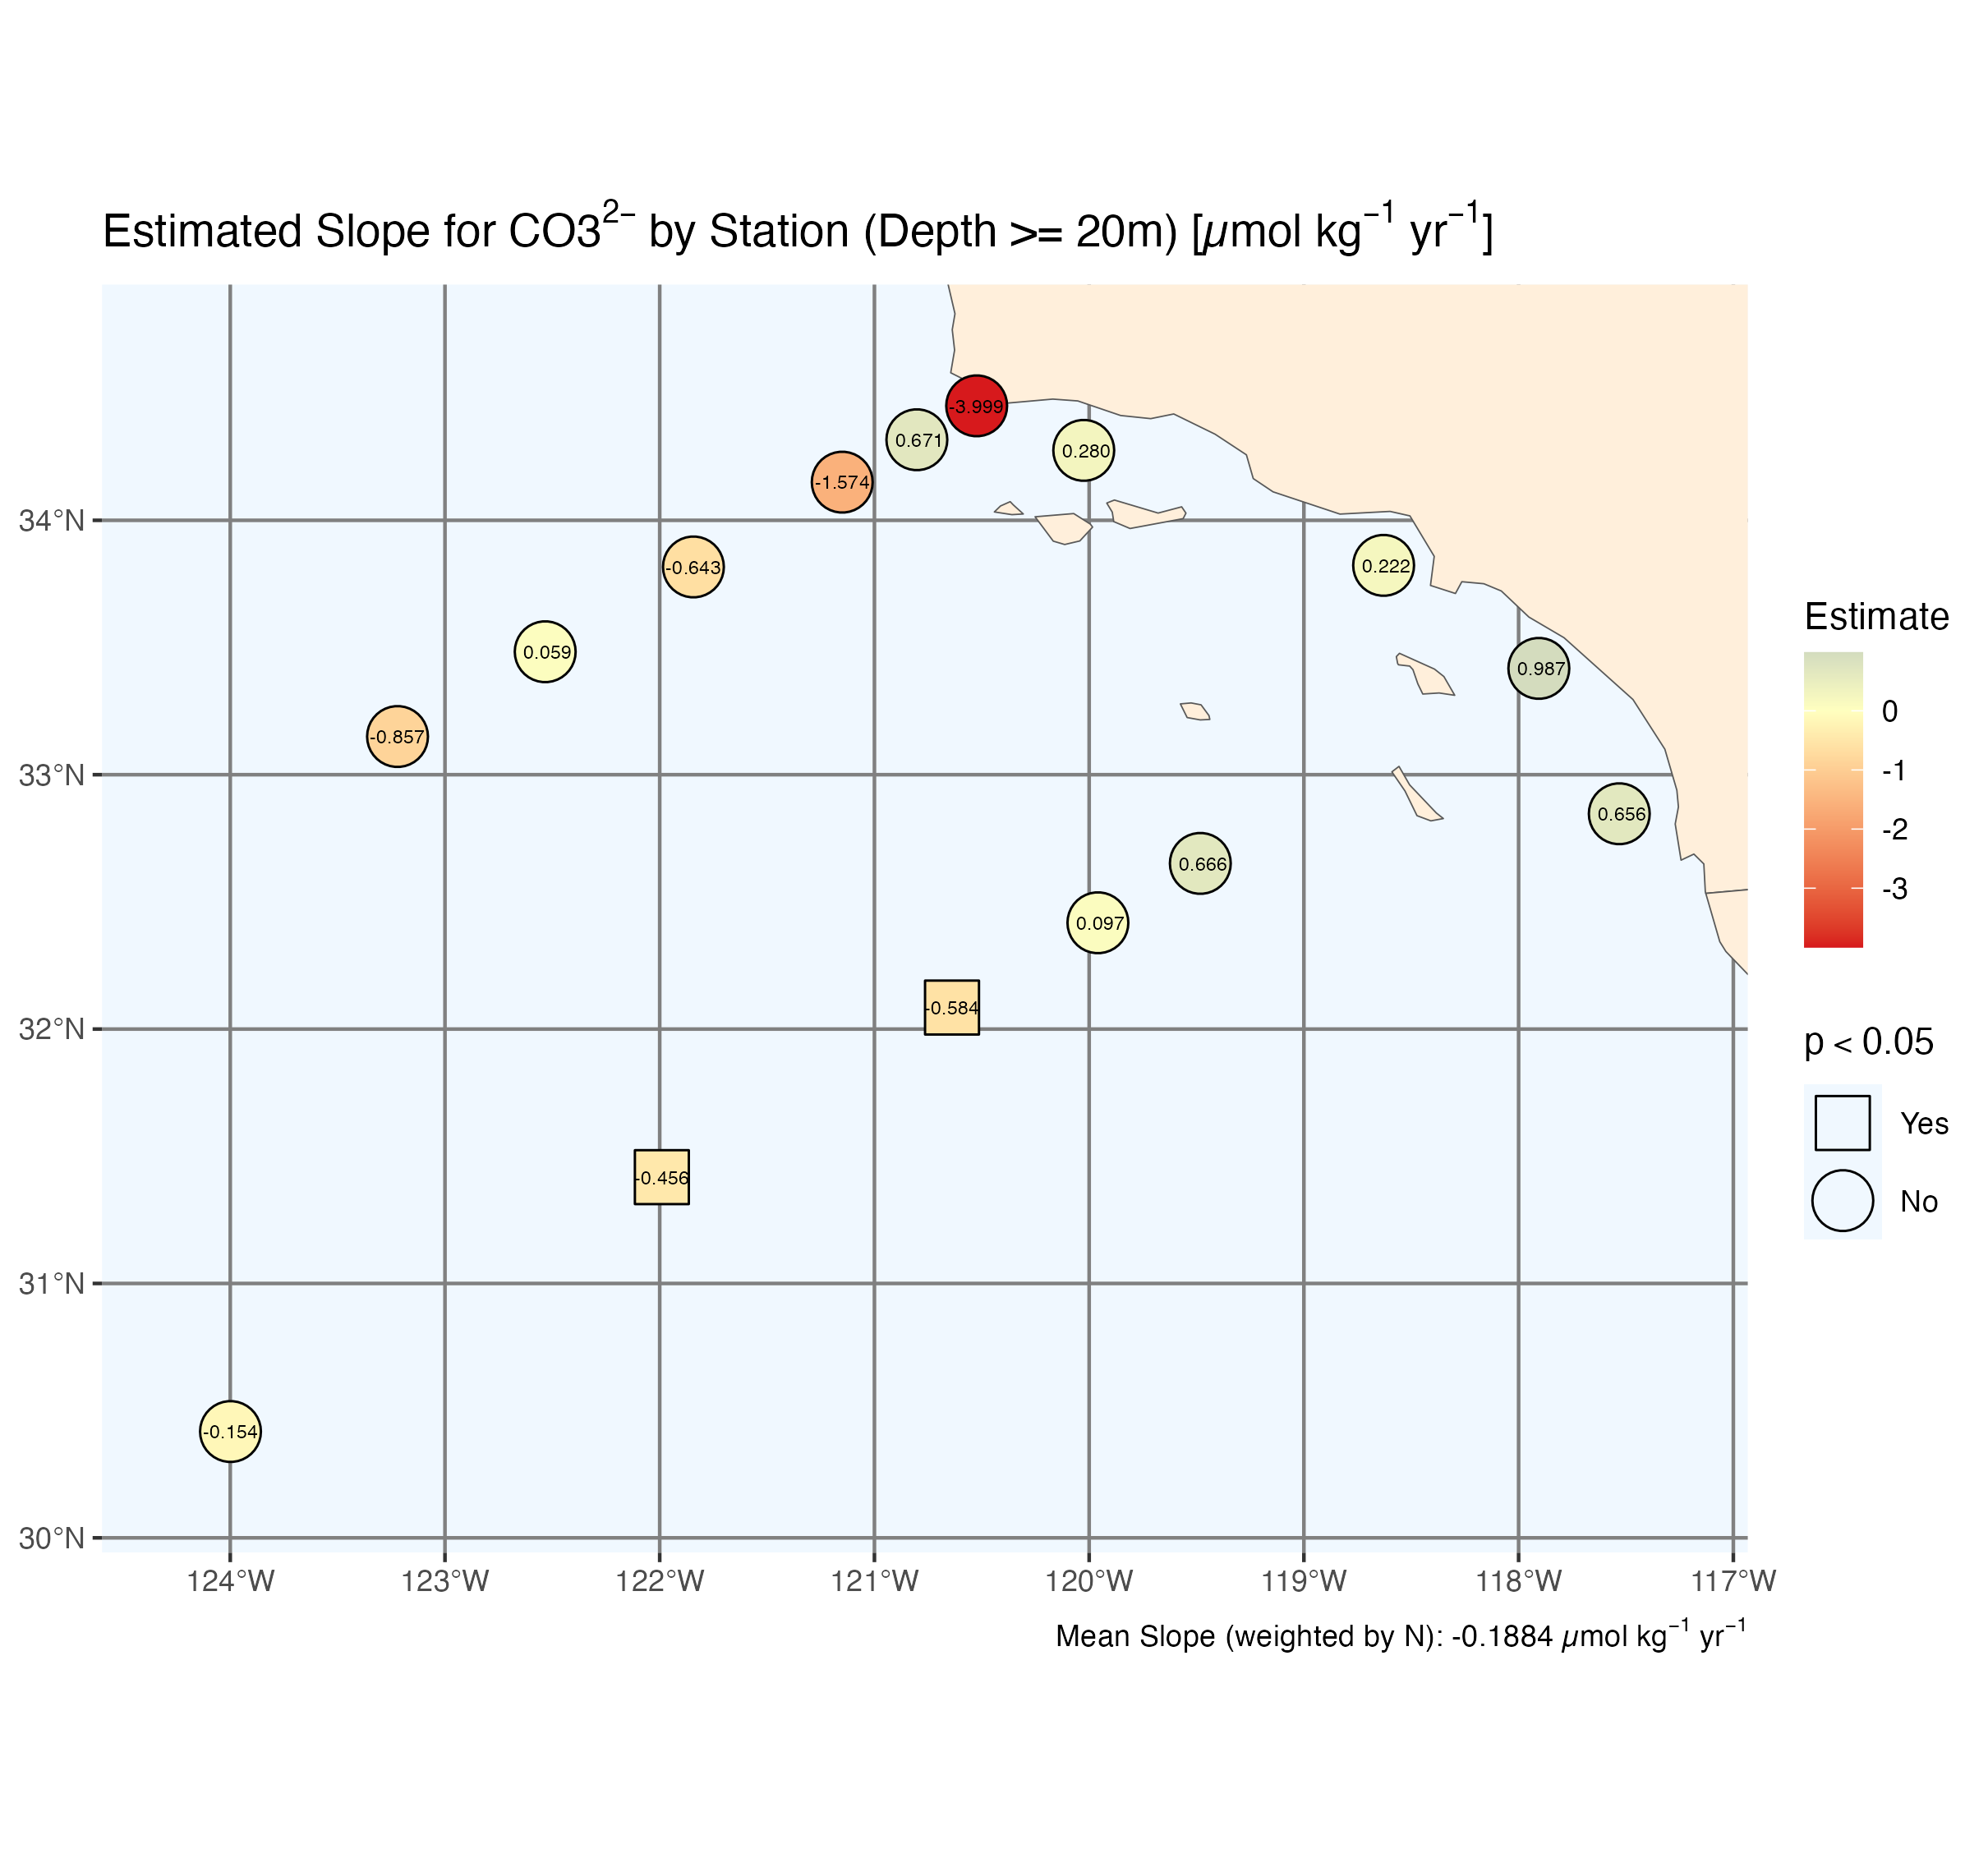 Estimated Slope for CO3²⁻ by Station (Depth >= 20m) [µmol kg⁻¹ yr⁻¹]
-3.999
0.671
0.280
-1.574
34°N
0.222
-0.643
Estimate
0.059
0.987
0
-0.857
33°N
-1
0.656
-2
0.666
-3
0.097
-0.584
32°N
p < 0.05
Yes
-0.456
No
31°N
-0.154
30°N
124°W 123°W 122°W 121°W 120°W 119°W 118°W 117°W
Mean Slope (weighted by N): -0.1884 µmol kg⁻¹ yr⁻¹